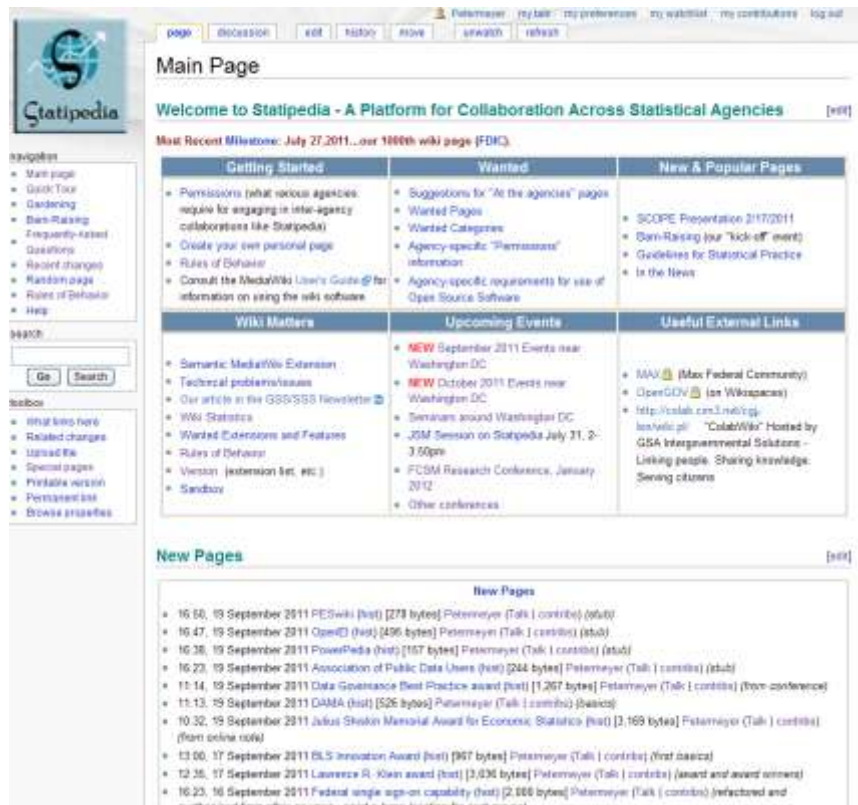 Petermeyer my talk my preferences my watchlist my contributions log out
page discussion edit history move unwatch refresh
Statipedia
Main Page
Welcome to Statipedia - A Platform for Collaboration Across Statistical Agencies [edit]
Most Recent Milestone: July 27,2011...our 1000th wiki page (FDIC).
navigation
Main page
Quick Tour
Gardening
Barn-Raising
Frequently-Asked
Questions
Recent changes
Random page
Rules of Behavior
Help
search
Go Search
toolbox
What links here
Related changes
Upload file
Special pages
Printable version
Permanent link
Browse properties
Getting Started
Permissions (what various agencies
require for engaging in inter-agency
collaborations like Statipedia)
Create your own personal page
Rules of Behavior
Consult the MediaWiki User's Guide for
information on using the wiki software
Wanted
Suggestions for "At the agencies" pages
Wanted Pages
Wanted Categories
Agency-specific "Permissions"
information
Agency-specific requirements for use of
Open Source Software
New & Popular Pages
SCOPE Presentation 2/17/2011
Barn-Raising (our "kick-off" event)
Guidelines for Statistical Practice
In the News
Wiki Matters
Semantic MediaWiki Extension
Technical problems/issues
Our article in the GSS/SSS Newsletter
Wiki Statistics
Wanted Extensions and Features
Rules of Behavior
Version (extension list, etc.)
Sandbox
Upcoming Events
NEW September 2011 Events near
Washington DC
NEW October 2011 Events near
Washington DC
Seminars around Washington DC
JSM Session on Statipedia July 31, 2-
3:50pm
FCSM Research Conference, January
2012
Other conferences
Useful External Links
MAX (Max Federal Community)
OpenGOV (on Wikispaces)
http://colab.cim3.net/cgi-
bin/wiki.pl/ "ColabWiki" Hosted by
GSA Intergovernmental Solutions -
Linking people. Sharing knowledge.
Serving citizens
New Pages [edit]
New Pages
16:50, 19 September 2011 PESwiki (hist) [278 bytes] Petermeyer (Talk | contribs) (stub)
16:47, 19 September 2011 OpenEI (hist) [496 bytes] Petermeyer (Talk | contribs) (stub)
16:38, 19 September 2011 PowerPedia (hist) [157 bytes] Petermeyer (Talk | contribs) (stub)
16:23, 19 September 2011 Association of Public Data Users (hist) [244 bytes] Petermeyer (Talk | contribs) (stub)
11:14, 19 September 2011 Data Governance Best Practice award (hist) [1,267 bytes] Petermeyer (Talk | contribs) (from conference)
11:13, 19 September 2011 DAMA (hist) [526 bytes] Petermeyer (Talk | contribs) (basics)
10:32, 19 September 2011 Julius Shiskin Memorial Award for Economic Statistics (hist) [3,169 bytes] Petermeyer (Talk | contribs)
(from online note)
13:00, 17 September 2011 BLS Innovation Award (hist) [967 bytes] Petermeyer (Talk | contribs) (first basics)
12:35, 17 September 2011 Lawrence R. Klein award (hist) [3,036 bytes] Petermeyer (Talk | contribs) (award and award winners)
16:23, 16 September 2011 Federal single sign-on capability (hist) [2,000 bytes] Petermeyer (Talk | contribs) (refactored and